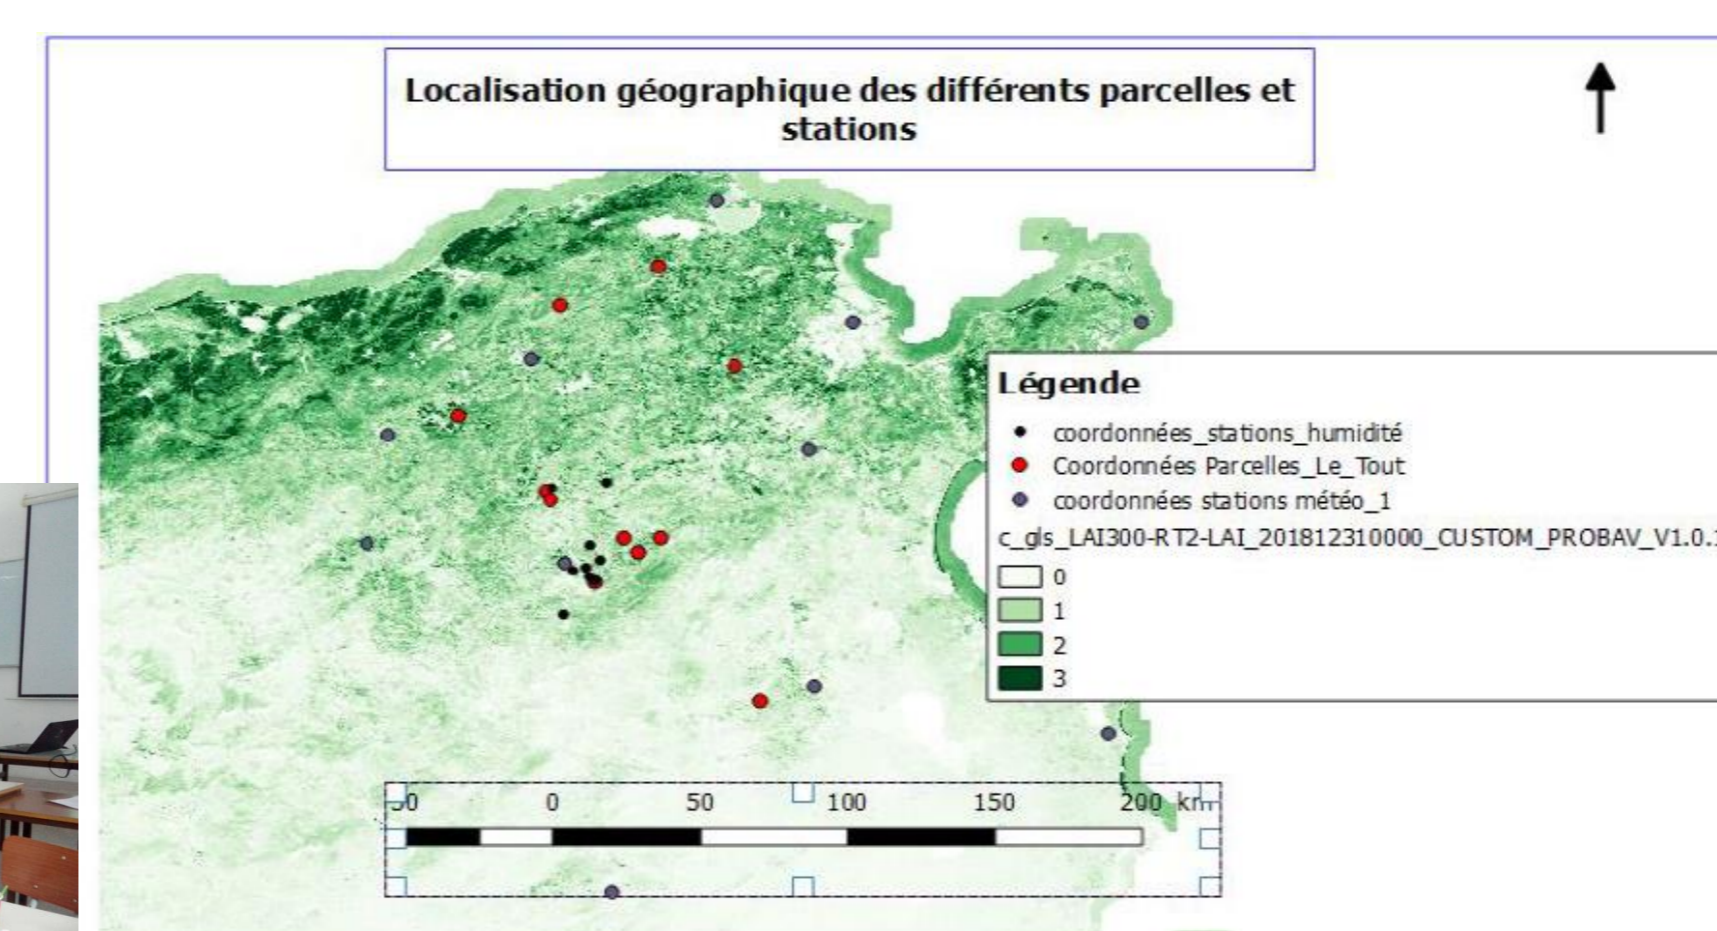 Localisation géographique des différents parcelles et
stations
Légende
coordonnées_stations_humidité
Coordonnées Parcelles_Le_Tout
coordonnées stations météo_1
c_gls_LAI300-RT2-LAI_201812310000_CUSTOM_PROBAV_V1.0.1
0
1
2
3
50 0 50 100 150 200 km